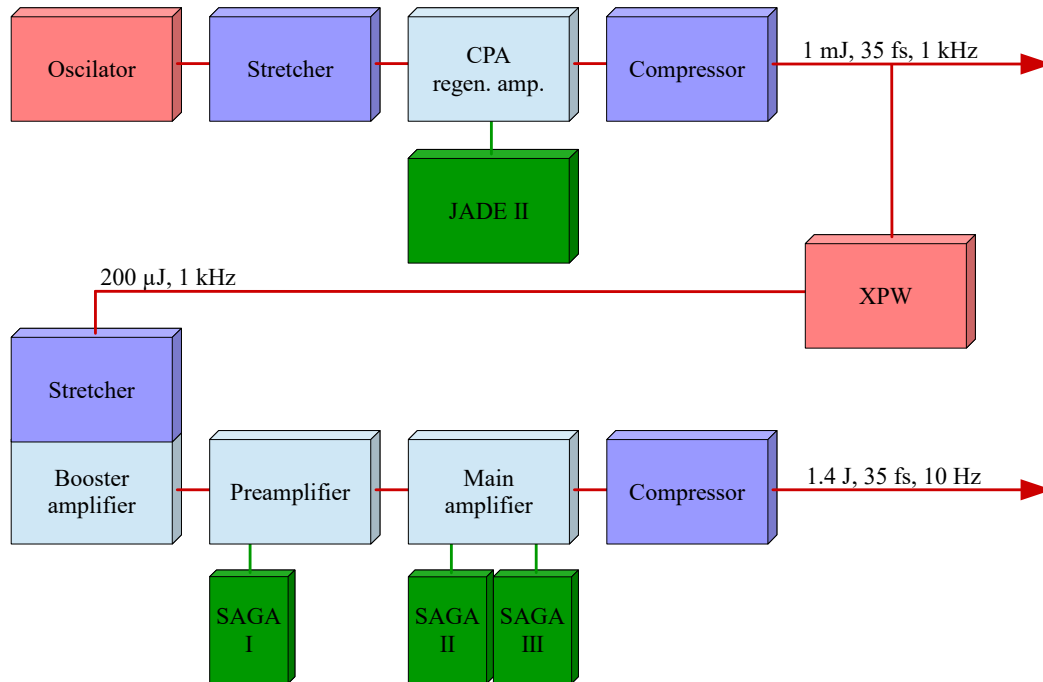 Oscilator
Stretcher
CPA
regen. amp.
Compressor
1 mJ, 35 fs, 1 kHz
JADE II
200 µJ, 1 kHz
XPW
Stretcher
Booster
amplifier
Preamplifier
Main
amplifier
Compressor
1.4 J, 35 fs, 10 Hz
SAGA
I
SAGA
II
SAGA
III